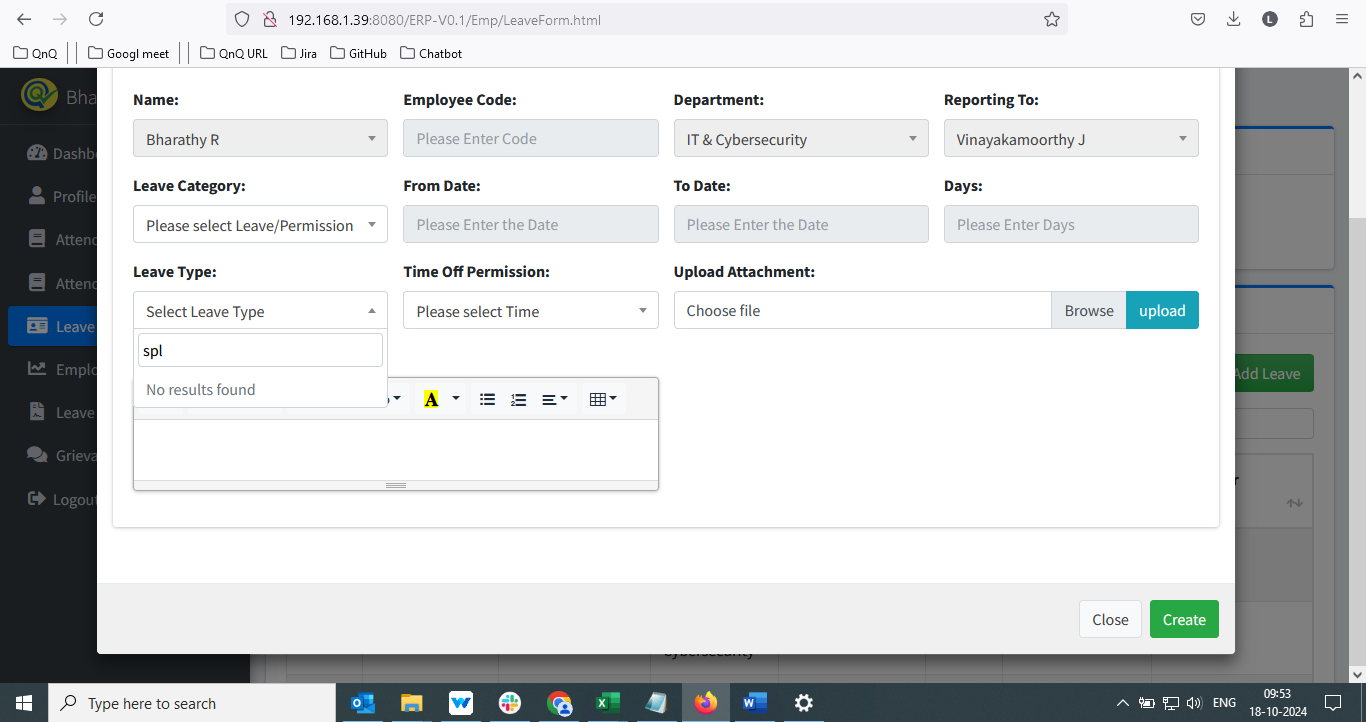 192.168.1.39:8080/ERP-V0.1/Emp/LeaveForm.html
L
QnQ Googl meet QnQ URL Jira GitHub Chatbot
Bha
Dashb
Profile
Attend
Attend
Leave
Emplo
Leave
Grieva
Logout
Name: Employee Code: Department: Reporting To:
Bharathy R Please Enter Code IT & Cybersecurity Vinayakamoorthy J
Leave Category: From Date: To Date: Days:
Please select Leave/Permission Please Enter the Date Please Enter the Date Please Enter Days
Leave Type: Time Off Permission: Upload Attachment:
Select Leave Type Please select Time Choose file Browse upload
spl
No results found
A
Add Leave
r
Close Create
Cybersecurity
Type here to search
ENG
09:53
18-10-2024